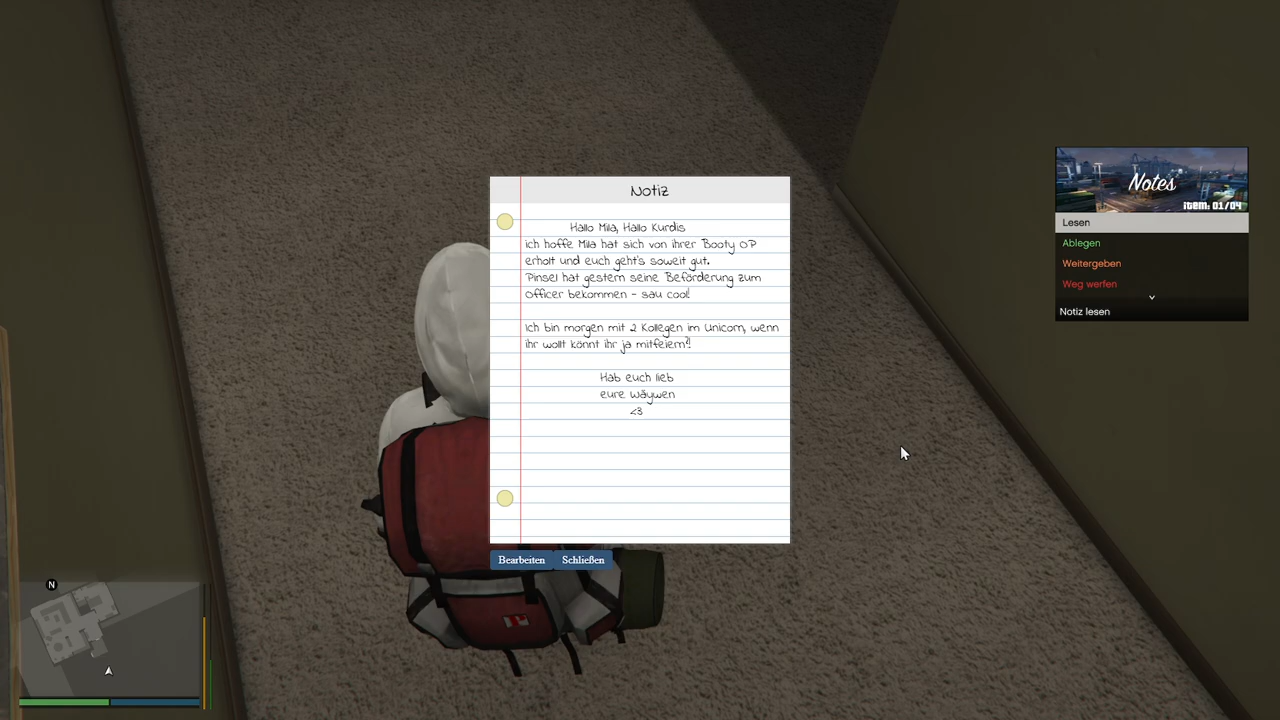 Notiz
Hallo Mila, Hallo Kurdis
ich hoffe Mila hat sich von ihrer Booty OP
erholt und euch geht's soweit gut.
Pinsel hat gestern seine Beförderung zum
Officer bekommen - sau cool!
Ich bin morgen mit 2 Kollegen im Unicorn, wenn
ihr wollt könnt ihr ja mitfeiern?!
Hab euch lieb
eure Wäywen
<3
Bearbeiten
Schließen
Notes
item: 01/04
Lesen
Ablegen
Weitergeben
Weg werfen
Notiz lesen
N